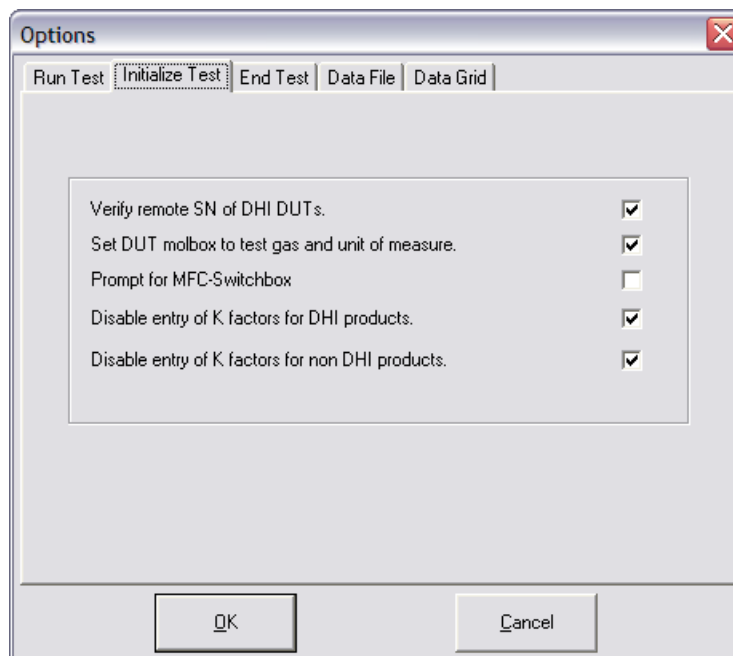 Options
Run Test Initialize Test End Test Data File Data Grid
Verify remote SN of DHI DUTs.
Set DUT molbox to test gas and unit of measure.
Prompt for MFC-Switchbox
Disable entry of K factors for DHI products.
Disable entry of K factors for non DHI products.
OK Cancel